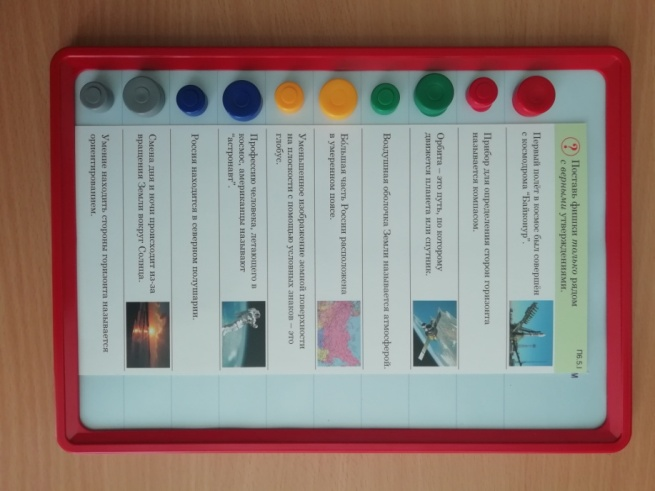 ? Поставь фишки только рядом
с верными утверждениями.
П6.5.I
Первый полёт в космос был совершён
с космодрома "Байконур".
Прибор для определения сторон горизонта
называется компасом.
Орбита – это путь, по которому
движется планета или спутник.
Воздушная оболочка Земли называется атмосферой.
Бо́льшая часть России расположена
в умеренном поясе.
Уменьшенное изображение земной поверхности
на плоскости с помощью условных знаков – это
глобус.
Профессию человека, летающего в
космос, американцы называют
"астронавт".
Россия находится в северном полушарии.
Смена дня и ночи происходит из-за
вращения Земли вокруг Солнца.
Умение находить стороны горизонта называется
ориентированием.